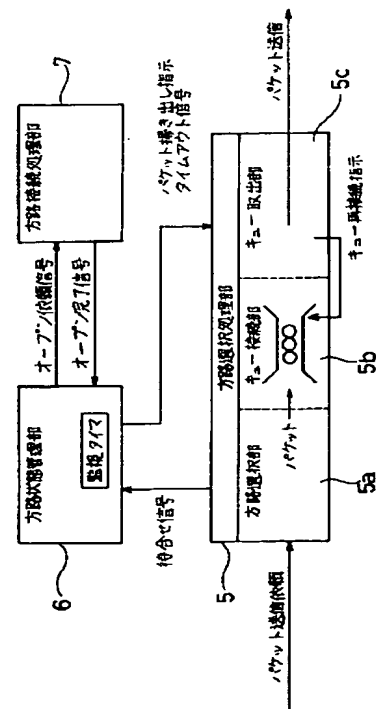 方路接続処理部
7
オープン依頼信号
オープン完了信号
方路状態管理部
監視タイマ
6
パケット掃き出し指示
タイムアウト信号
待合せ信号
5
方路選択処理部
方路選択部
キュー接続部
キュー取出部
パケット
5a
5b
5c
パケット送信依頼
パケット送信
キュー再接続指示